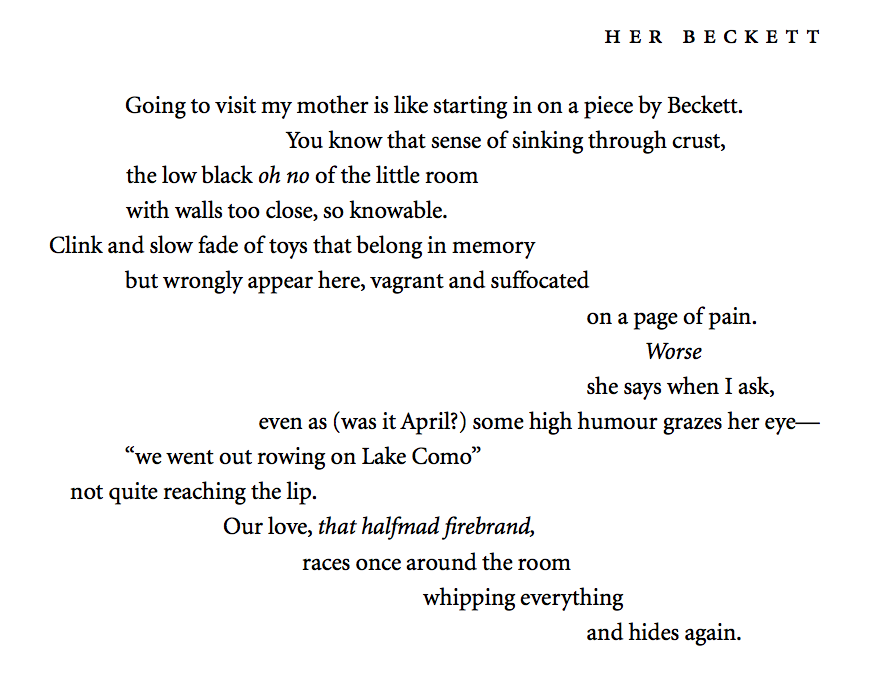 HER BECKETT
Going to visit my mother is like starting in on a piece by Beckett.
You know that sense of sinking through crust,
the low black oh no of the little room
with walls too close, so knowable.
Clink and slow fade of toys that belong in memory
but wrongly appear here, vagrant and suffocated
on a page of pain.
Worse
she says when I ask,
even as (was it April?) some high humour grazes her eye—
“we went out rowing on Lake Como”
not quite reaching the lip.
Our love, that halfmad firebrand,
races once around the room
whipping everything
and hides again.